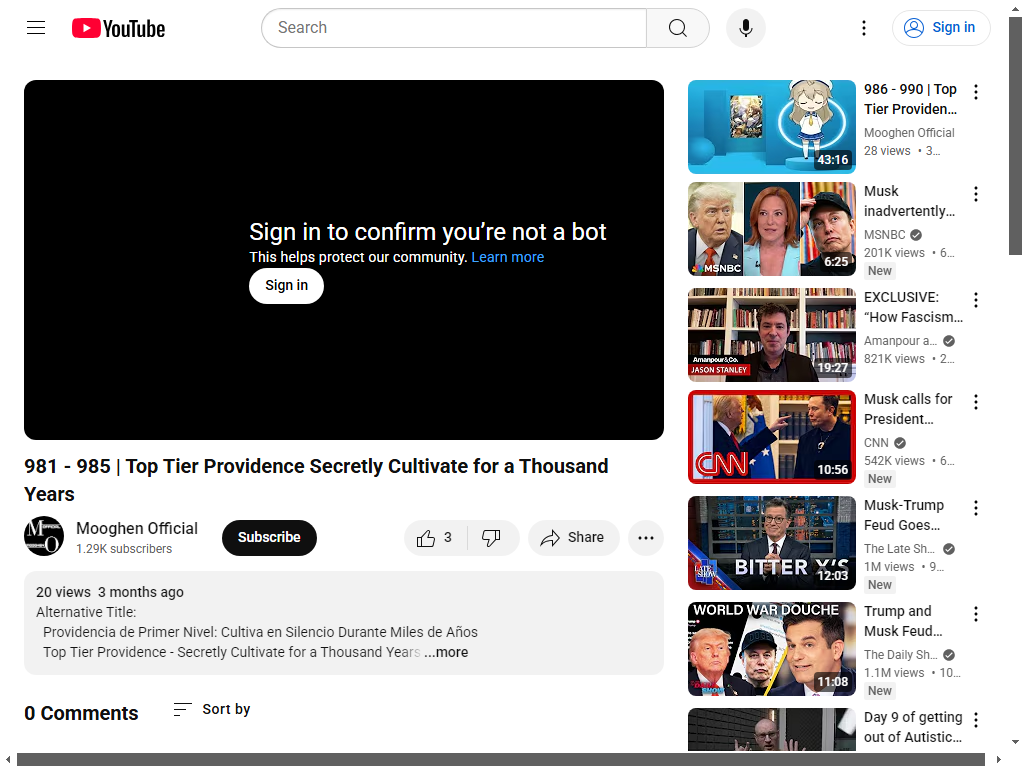 YouTube
Search
Sign in
Sign in to confirm you’re not a bot
This helps protect our community. Learn more
Sign in
981 - 985 | Top Tier Providence Secretly Cultivate for a Thousand
Years
Mooghen Official
1.29K subscribers
Subscribe
3
Share
20 views 3 months ago
Alternative Title:
Providencia de Primer Nivel: Cultiva en Silencio Durante Miles de Años
Top Tier Providence - Secretly Cultivate for a Thousand Years ...more
0 Comments
Sort by
43:16
986 - 990 | Top
Tier Providen...
Mooghen Official
28 views • 3...
MSNBC
6:25
Musk
inadvertently...
MSNBC
201K views • 6...
New
Amanpour&Co.
JASON STANLEY
19:27
EXCLUSIVE:
“How Fascism...
Amanpour a...
821K views • 2...
CNN
10:56
Musk calls for
President...
CNN
542K views • 6...
New
LATE SHOW
BITTER X'S
12:03
Musk-Trump
Feud Goes...
The Late Sh...
1M views • 9...
New
WORLD WAR DOUCHE
11:08
Trump and
Musk Feud...
The Daily Sh...
1.1M views • 10...
New
Day 9 of getting
out of Autistic...